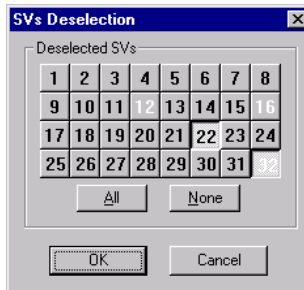 SVs Deselection
Deselected SVs
1 2 3 4 5 6 7 8
9 10 11 12 13 14 15 16
17 18 19 20 21 22 23 24
25 26 27 28 29 30 31 32
All None
OK Cancel